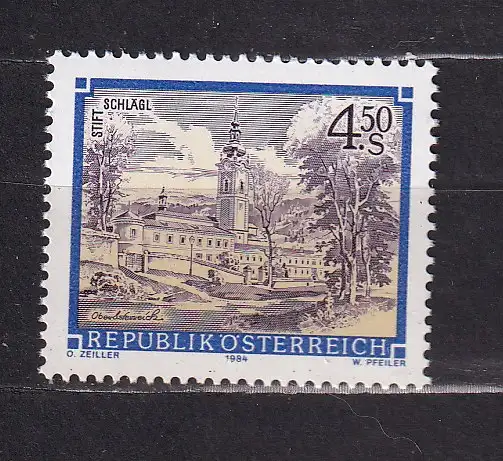 STIFT SCHLÄGL
4.50
S
Oberösterreich
REPUBLIK ÖSTERREICH
O. ZEILLER 1984 W. PFEILER